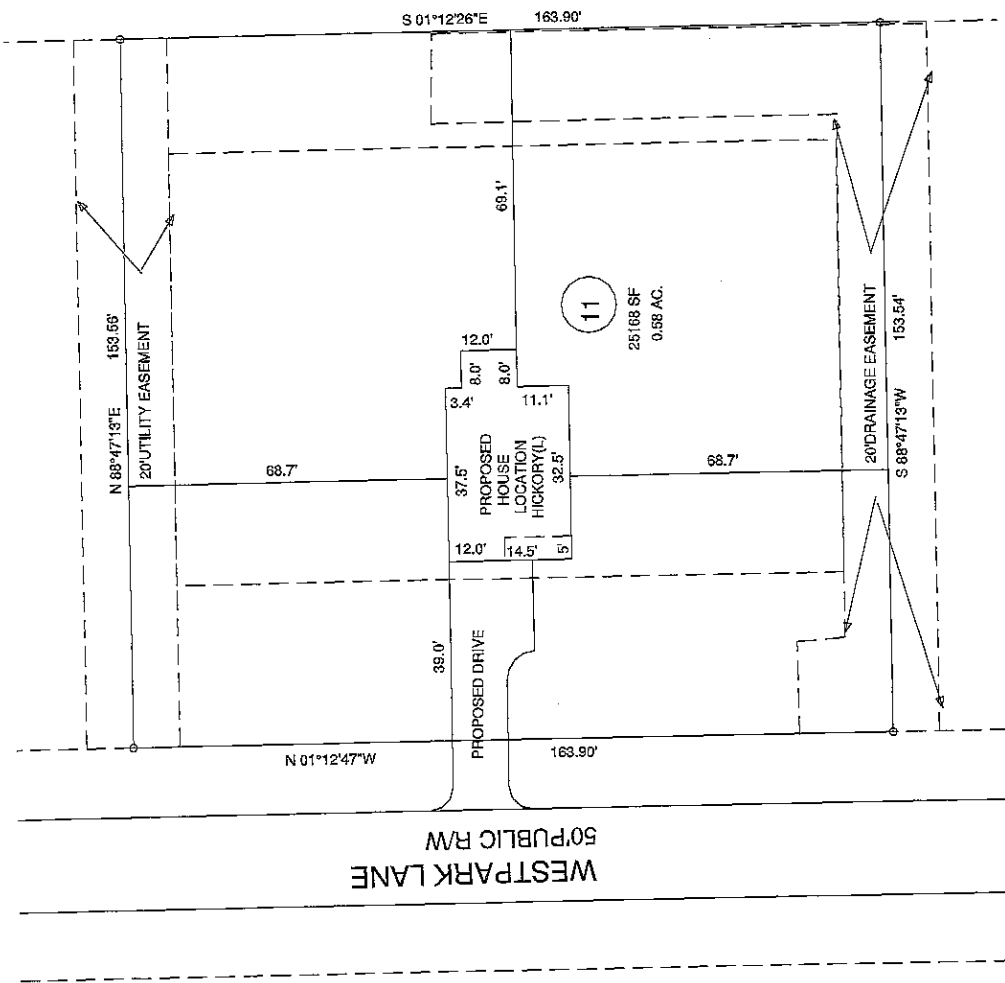 S 01°12'26"E 163.90'
N 88°47'13"E 153.56'
20'UTILITY EASEMENT
69.1'
11
25168 SF
0.58 AC.
12.0'
8.0'
8.0'
3.4'
11.1'
68.7'
37.5'
PROPOSED
HOUSE
LOCATION
HICKORY(L)
32.5'
68.7'
20'DRAINAGE EASEMENT
S 88°47'13"W 153.54'
12.0'
14.5'
5'
39.0'
PROPOSED DRIVE
N 01°12'47"W 163.90'
50'PUBLIC R/W
WESTPARK LANE